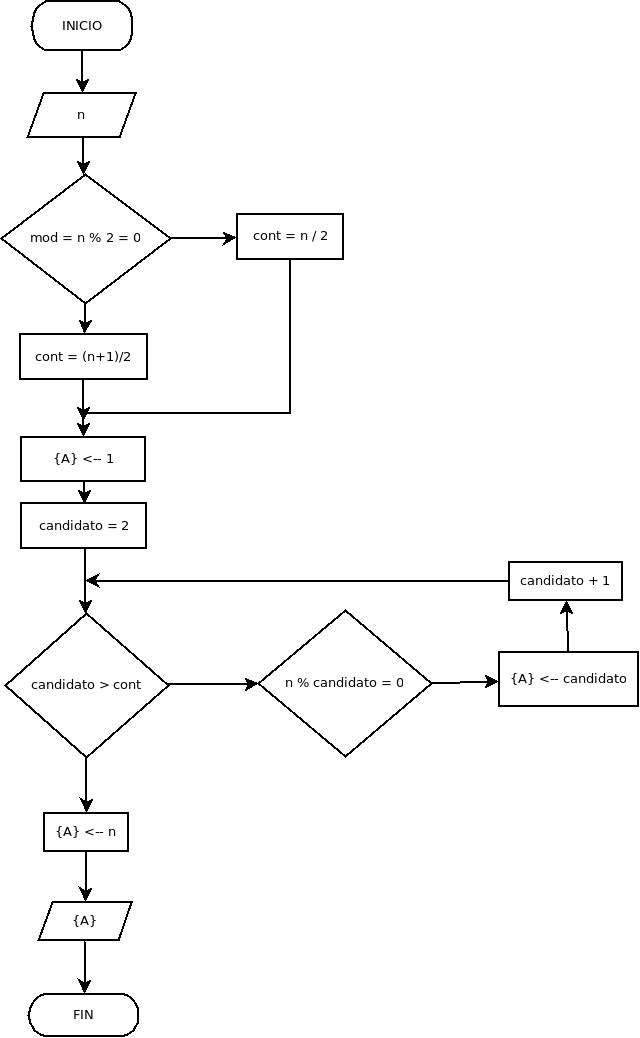 INICIO
n
mod = n % 2 = 0
cont = n / 2
cont = (n+1)/2
{A} <-- 1
candidato = 2
candidato + 1
candidato > cont
n % candidato = 0
{A} <-- candidato
{A} <-- n
{A}
FIN